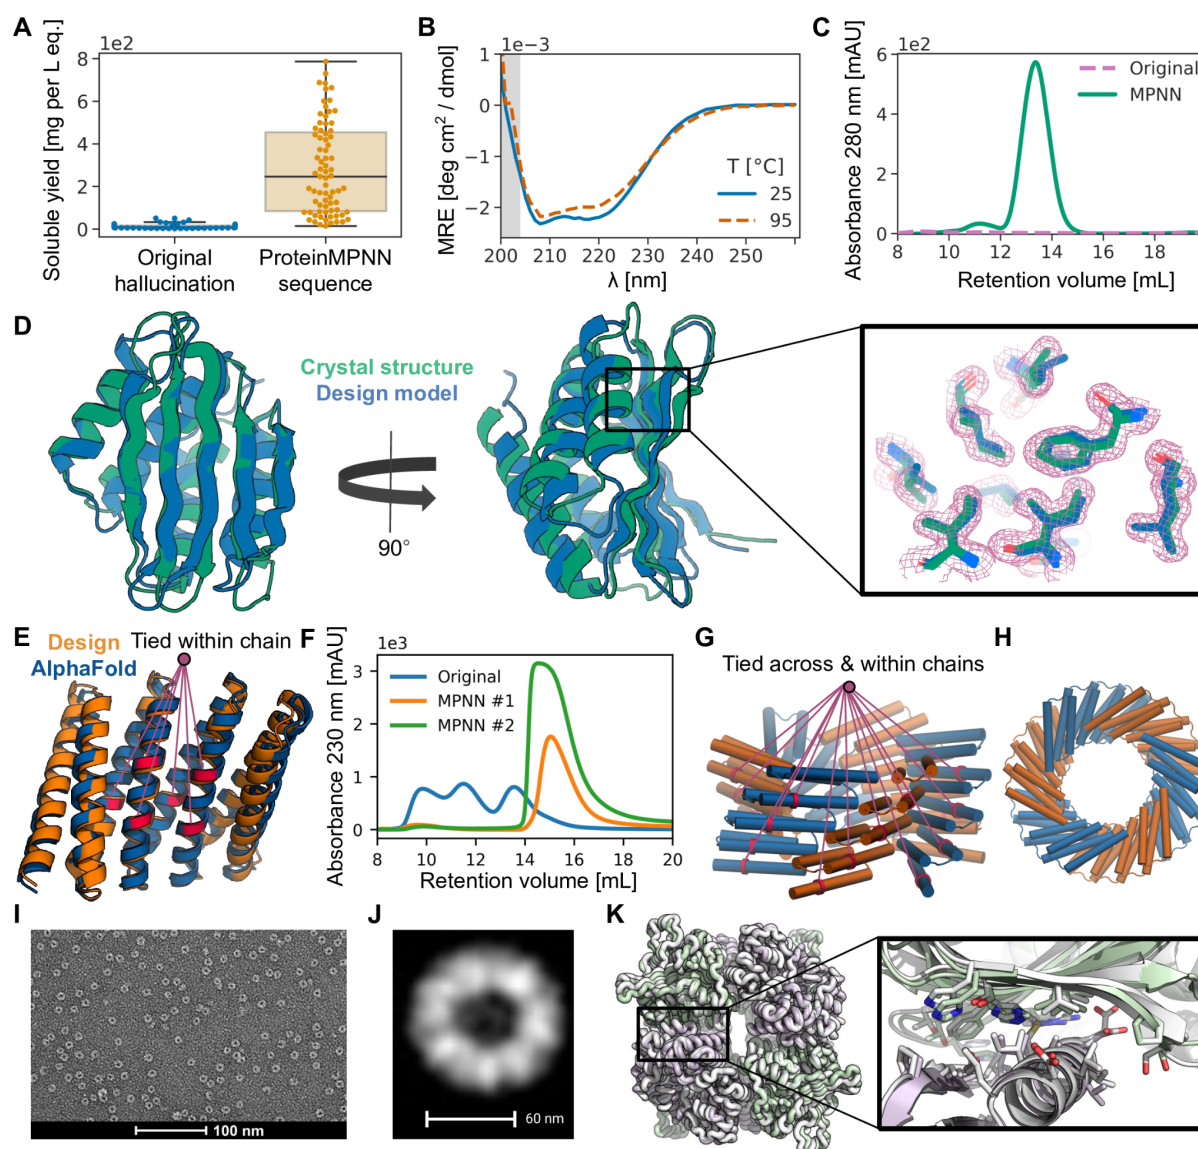 A
1e2
Soluble yield [mg per L eq.]
8
6
4
2
0
Original
hallucination
ProteinMPNN
sequence
B
1e−3
MRE [deg cm² / dmol]
1
0
−1
−2
T [°C]
25
95
200 210 220 230 240 250
λ [nm]
C
1e2
Absorbance 280 nm [mAU]
6
4
2
0
Original
MPNN
8 10 12 14 16 18
Retention volume [mL]
D
Crystal structure
Design model
90°
E
Design
AlphaFold
Tied within chain
F
1e3
Absorbance 230 nm [mAU]
3
2
1
0
Original
MPNN #1
MPNN #2
8 10 12 14 16 18 20
Retention volume [mL]
G
Tied across & within chains
H
I
100 nm
J
60 nm
K